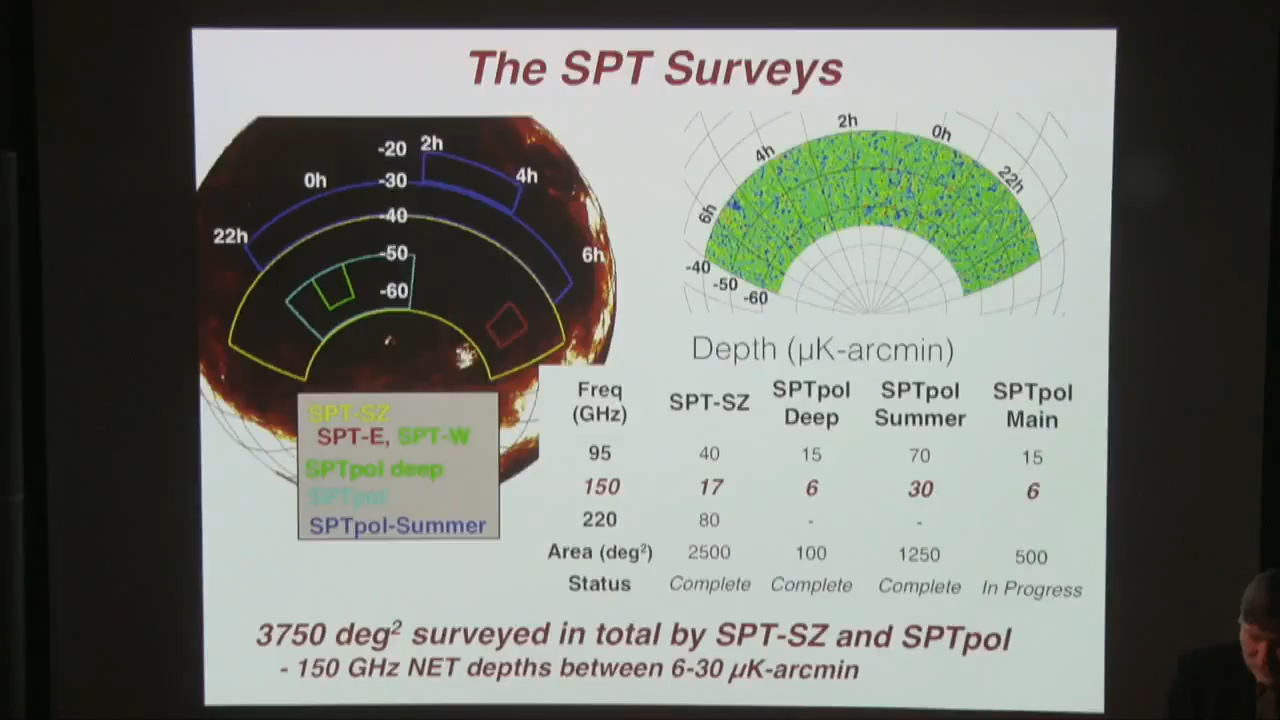 The SPT Surveys
-20 2h
0h -30 4h
-40
22h
-50 6h
-60
2h 0h
4h 22h
6h
-40
-50
-60
SPT-SZ
SPT-E, SPT-W
SPTpol deep
SPTpol
SPTpol-Summer
Depth (µK-arcmin)
Freq (GHz) SPT-SZ SPTpol Deep SPTpol Summer SPTpol Main
95 40 15 70 15
150 17 6 30 6
220 80 - -
Area (deg²) 2500 100 1250 500
Status Complete Complete Complete In Progress
3750 deg² surveyed in total by SPT-SZ and SPTpol
- 150 GHz NET depths between 6-30 µK-arcmin